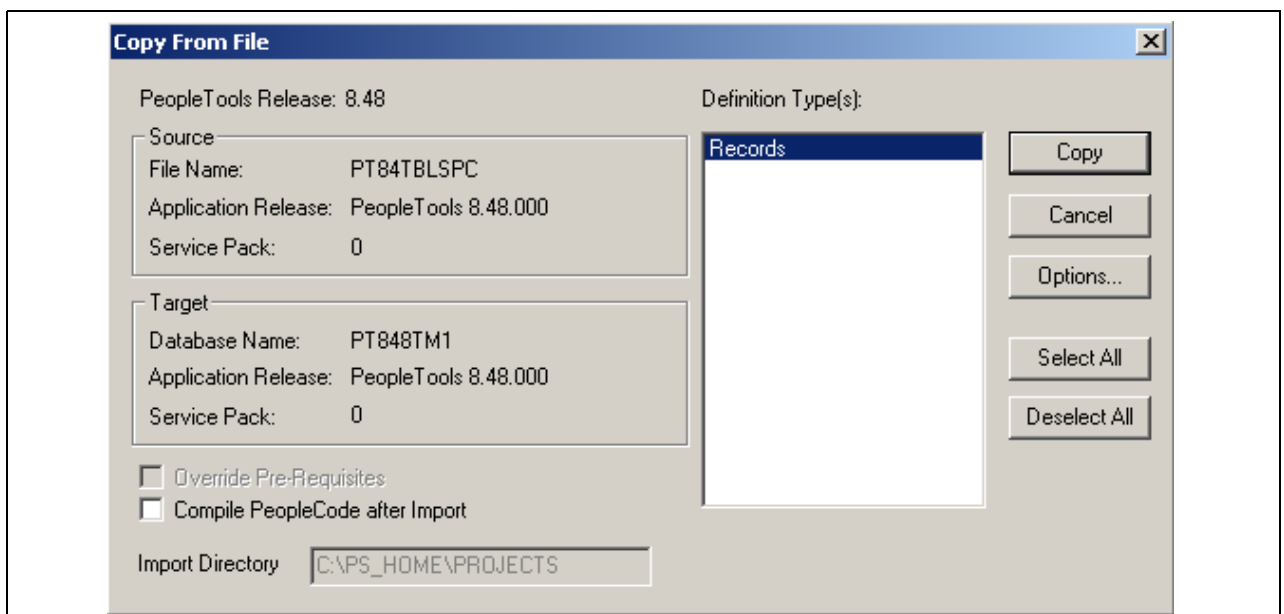 Copy From File
PeopleTools Release: 8.48
Source
File Name: PT84TBLSPC
Application Release: PeopleTools 8.48.000
Service Pack: 0
Target
Database Name: PT848TM1
Application Release: PeopleTools 8.48.000
Service Pack: 0
Override Pre-Requisites
Compile PeopleCode after Import
Import Directory C:\PS_HOME\PROJECTS
Definition Type(s):
Records
Copy
Cancel
Options...
Select All
Deselect All